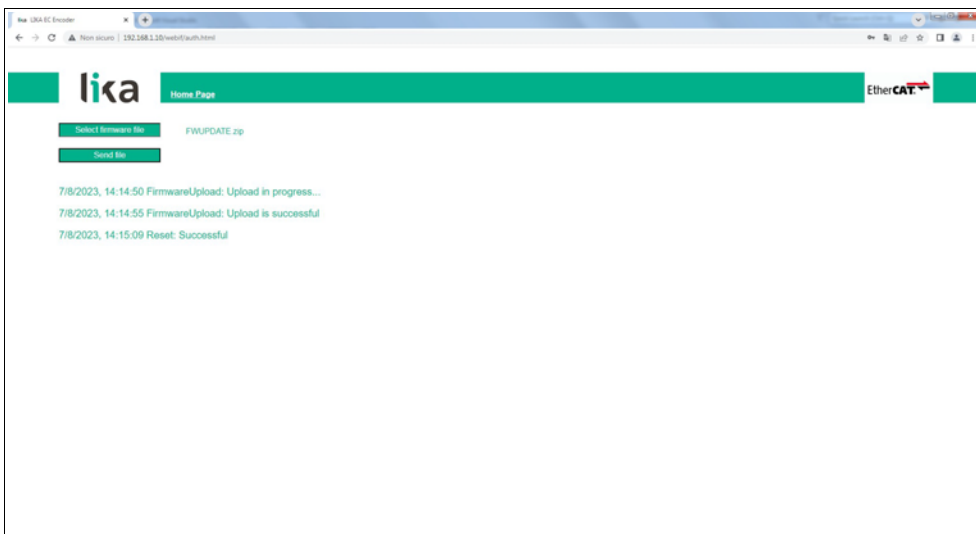 lika LIKA EC Encoder
Non sicuro | 192.168.1.10/webif/auth.html
lika
Home Page
EtherCAT
Select firmware file FWUPDATE.zip
Send file
7/8/2023, 14:14:50 FirmwareUpload: Upload in progress...
7/8/2023, 14:14:55 FirmwareUpload: Upload is successful
7/8/2023, 14:15:09 Reset: Successful